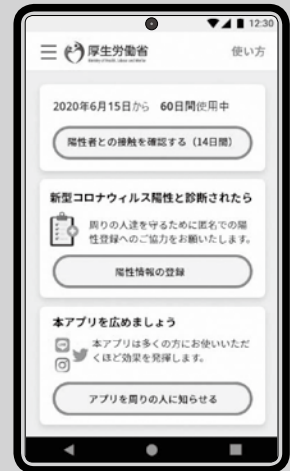 12:30
厚生労働省
使い方
2020年6月15日から 60日間使用中
陽性者との接触を確認する（14日間）
新型コロナウィルス陽性と診断されたら
周りの人達を守るために匿名での陽
性登録へのご協力をお願いたします。
陽性情報の登録
本アプリを広めましょう
本アプリは多くの方にお使いいただ
くほど効果を発揮します。
アプリを周りの人に知らせる